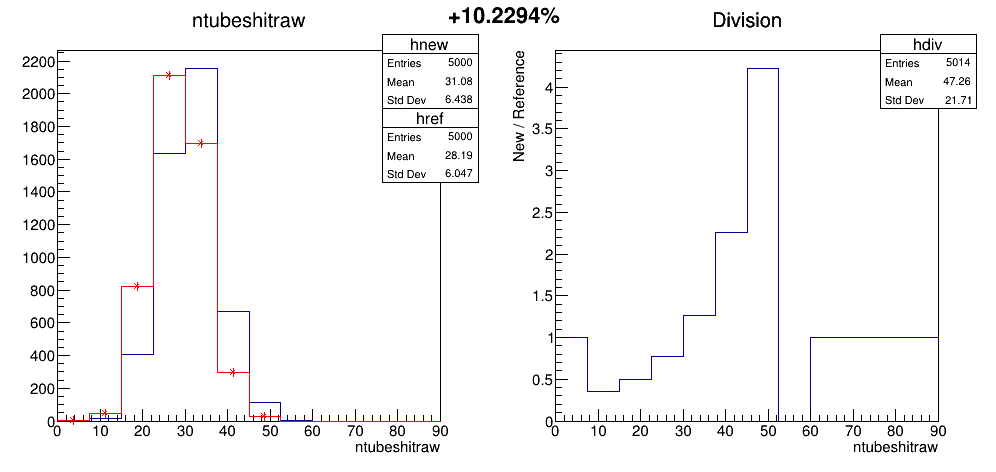 +10.2294%
ntubeshitraw
hnew
Entries 5000
Mean 31.08
Std Dev 6.438
href
Entries 5000
Mean 28.19
Std Dev 6.047
2200
2000
1800
1600
1400
1200
1000
800
600
400
200
0
0 10 20 30 40 50 60 70 80 90
ntubeshitraw
Division
hdiv
Entries 5014
Mean 47.26
Std Dev 21.71
New / Reference
4
3.5
3
2.5
2
1.5
1
0.5
0
0 10 20 30 40 50 60 70 80 90
ntubeshitraw